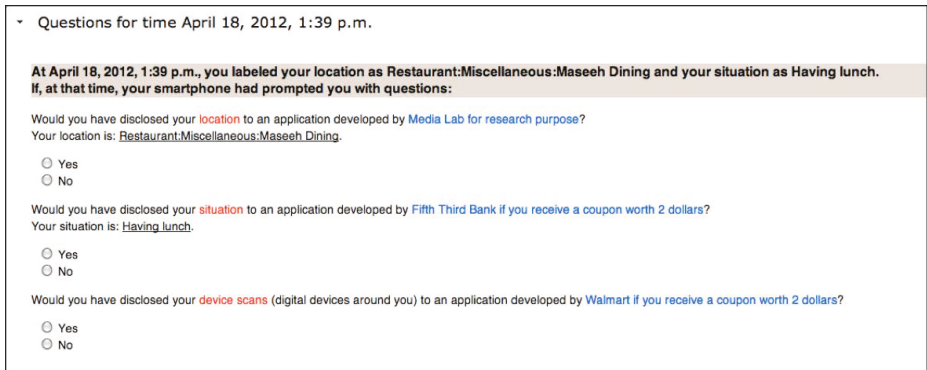 Questions for time April 18, 2012, 1:39 p.m.
At April 18, 2012, 1:39 p.m., you labeled your location as Restaurant:Miscellaneous:Maseeh Dining and your situation as Having lunch.
If, at that time, your smartphone had prompted you with questions:
Would you have disclosed your location to an application developed by Media Lab for research purpose?
Your location is: Restaurant:Miscellaneous:Maseeh Dining.
Yes
No
Would you have disclosed your situation to an application developed by Fifth Third Bank if you receive a coupon worth 2 dollars?
Your situation is: Having lunch.
Yes
No
Would you have disclosed your device scans (digital devices around you) to an application developed by Walmart if you receive a coupon worth 2 dollars?
Yes
No